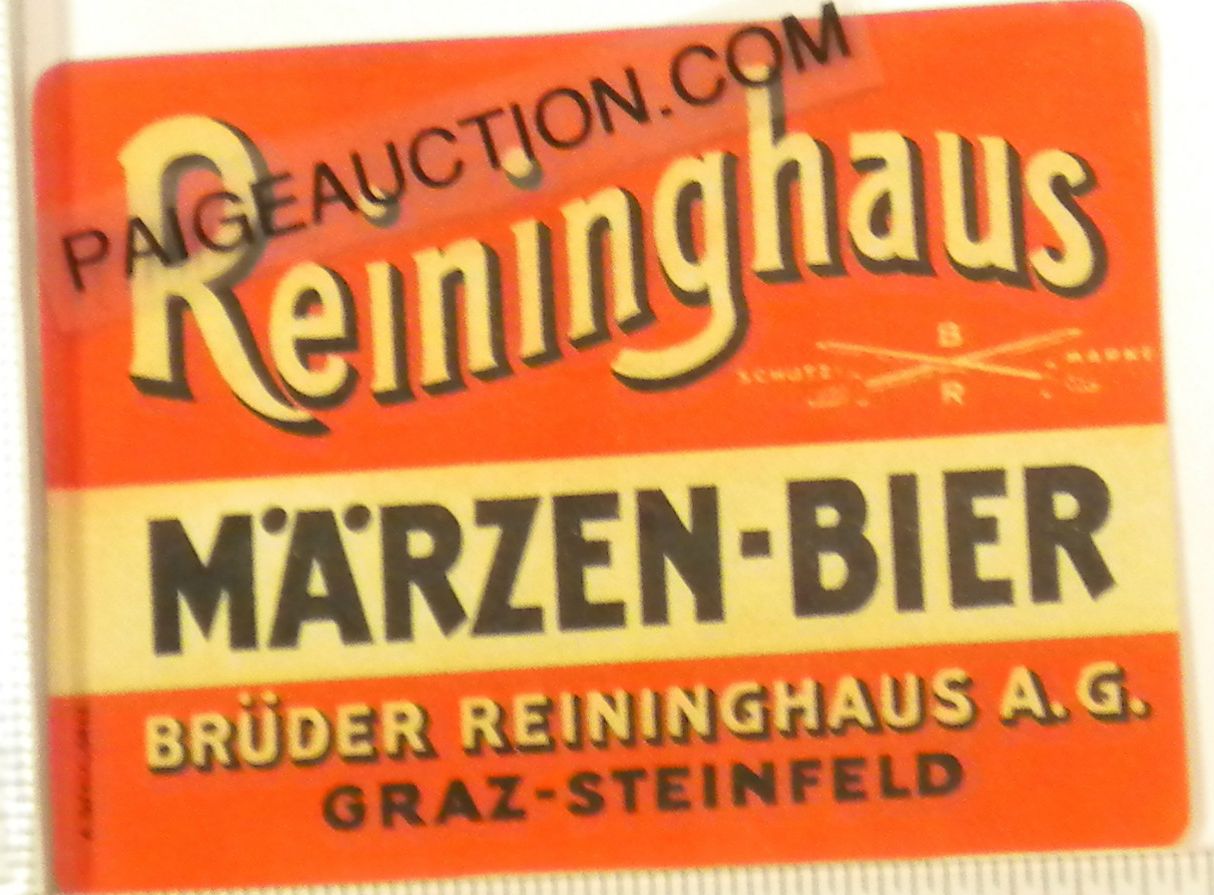 PAIGEAUCTION.COM
Reininghaus
B
SCHUTZ MARKE
R
MÄRZEN-BIER
BRÜDER REININGHAUS A.G.
GRAZ-STEINFELD